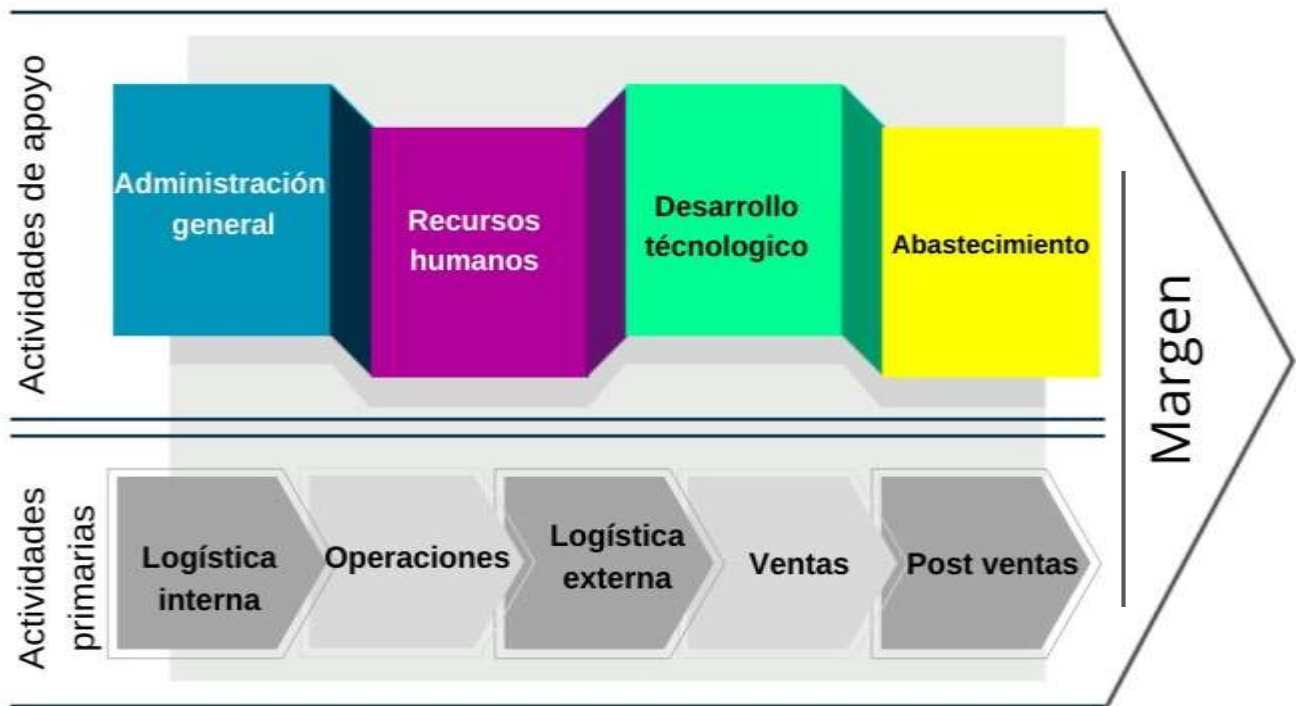 Actividades de apoyo
Administración
general
Recursos
humanos
Desarrollo
técnologico
Abastecimiento
Margen
Actividades
primarias
Logística
interna
Operaciones
Logística
externa
Ventas
Post ventas